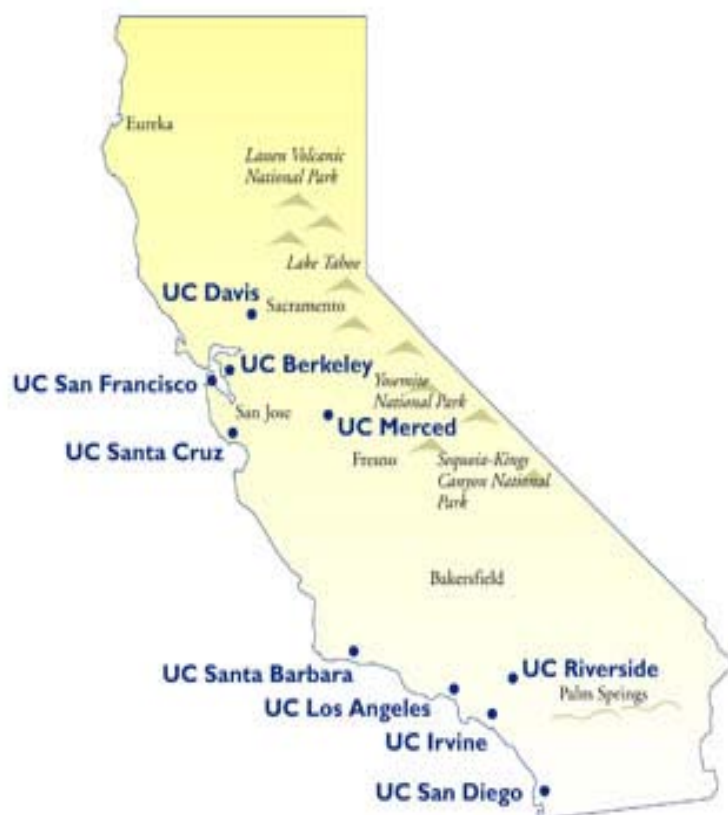 Eureka
Lassen Volcanic
National Park
Lake Tahoe
UC Davis
Sacramento
UC Berkeley
UC San Francisco
Yosemite
National Park
San Jose
UC Merced
UC Santa Cruz
Fresno
Sequoia-Kings
Canyon National
Park
Bakersfield
UC Santa Barbara
UC Riverside
Palm Springs
UC Los Angeles
UC Irvine
UC San Diego